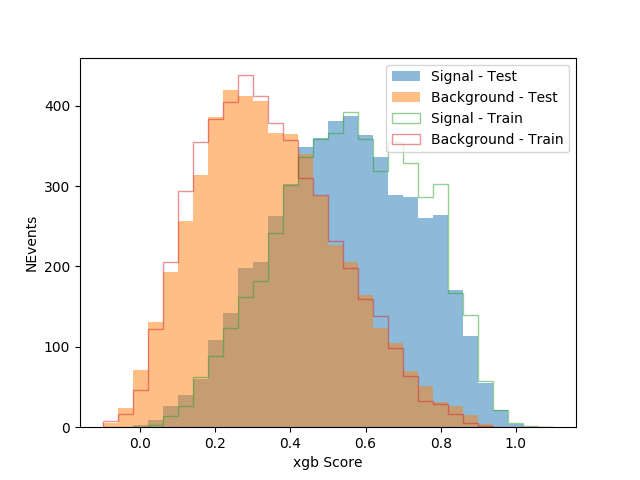 Signal - Test
Background - Test
Signal - Train
Background - Train
400
300
200
100
0
NEvents
0.0 0.2 0.4 0.6 0.8 1.0
xgb Score